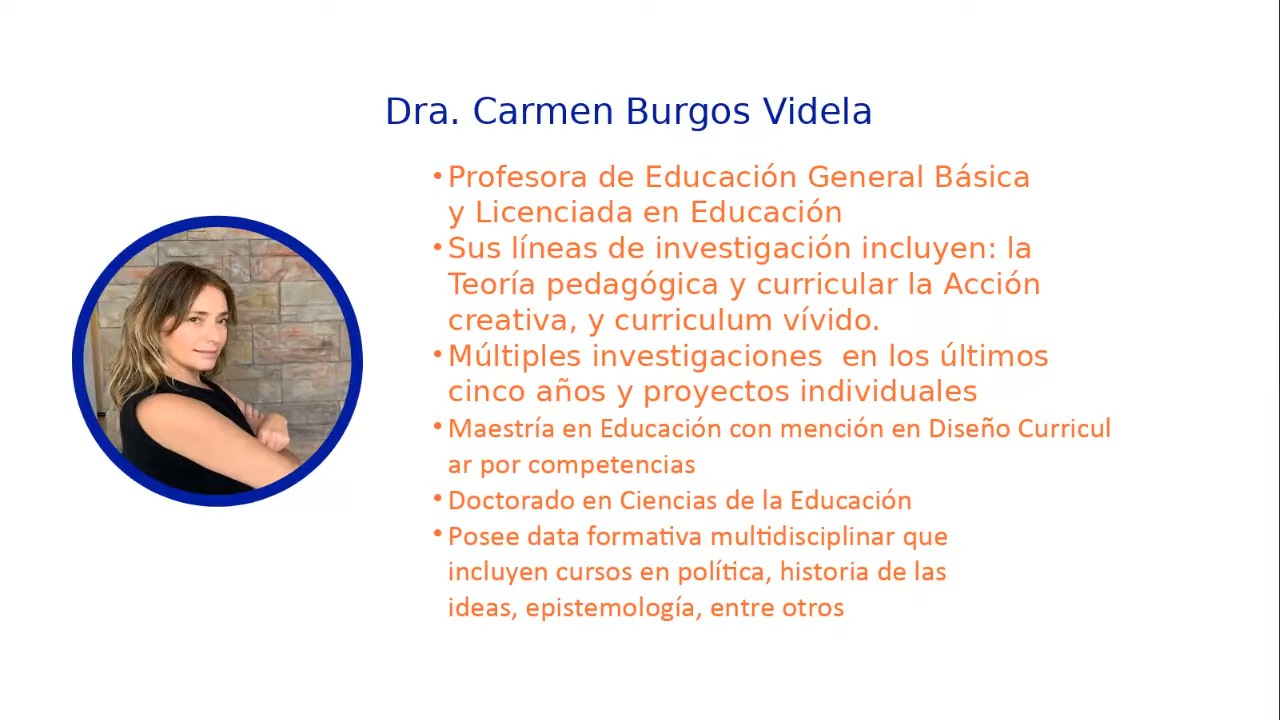 Dra. Carmen Burgos Videla
•Profesora de Educación General Básica
y Licenciada en Educación
•Sus líneas de investigación incluyen: la
Teoría pedagógica y curricular la Acción
creativa, y curriculum vívido.
•Múltiples investigaciones  en los últimos
cinco años y proyectos individuales
•Maestría en Educación con mención en Diseño Curricul
ar por competencias
•Doctorado en Ciencias de la Educación
•Posee data formativa multidisciplinar que
incluyen cursos en política, historia de las
ideas, epistemología, entre otros